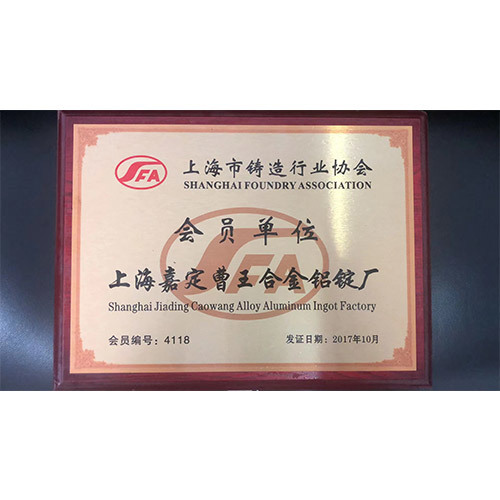 SFA 上海市铸造行业协会
SHANGHAI FOUNDRY ASSOCIATION
会员单位
上海嘉定曹王合金铝锭厂
Shanghai Jiading Caowang Alloy Aluminum Ingot Factory
会员编号：4118 发证日期：2017年10月